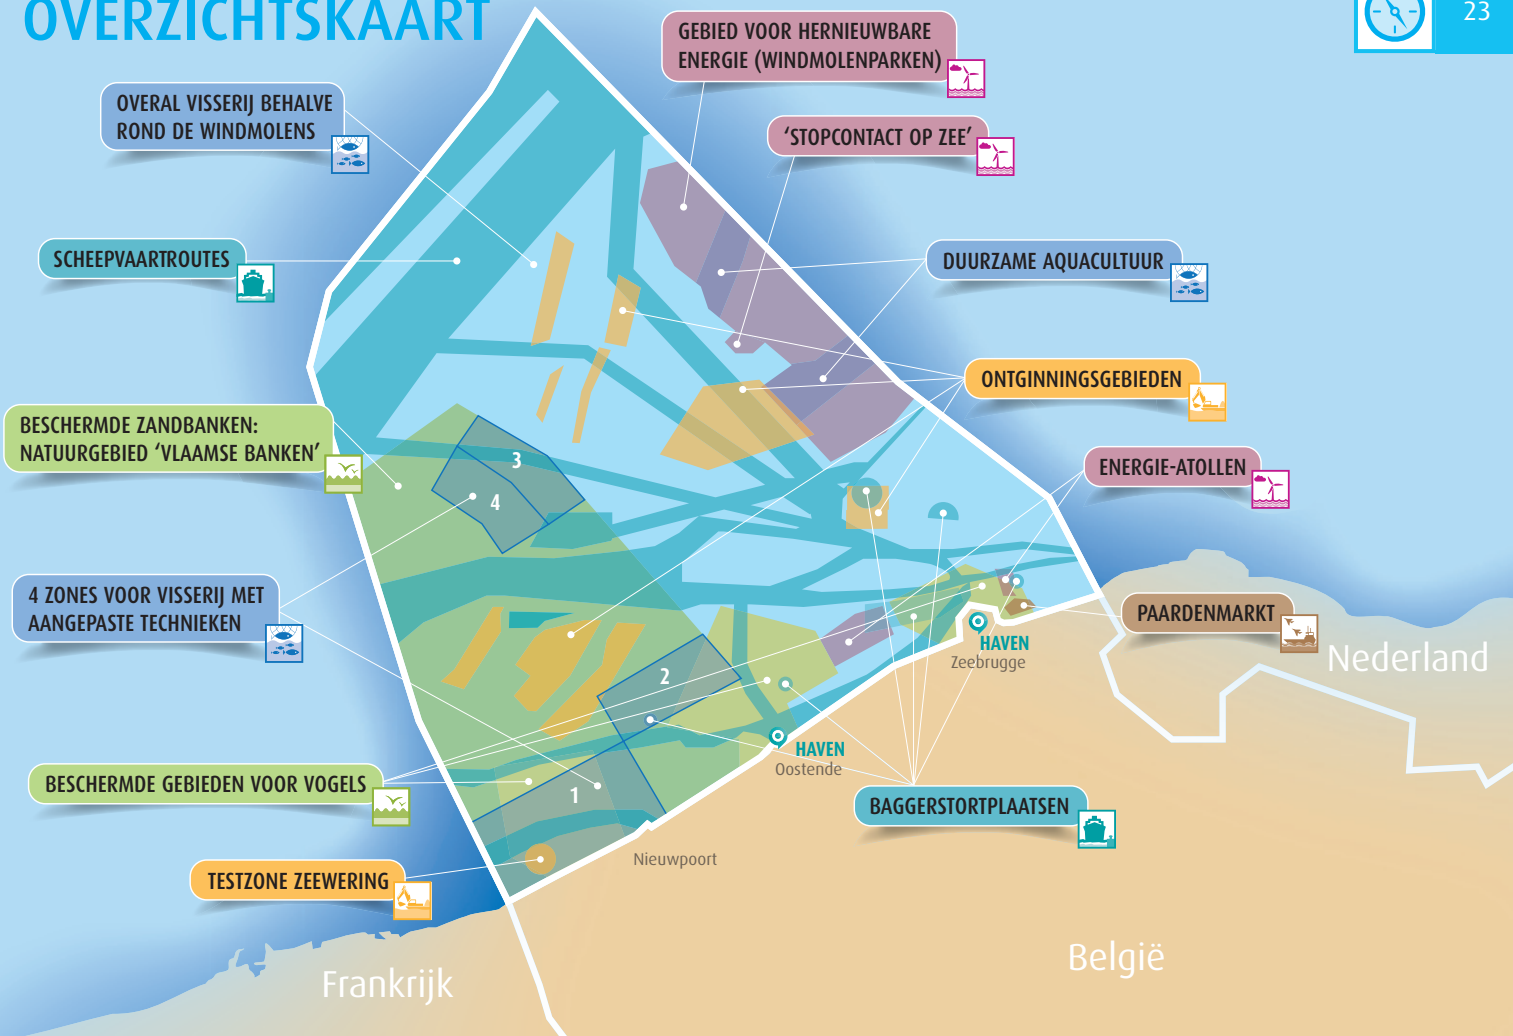 OVERZICHTSKAART
23
GEBIED VOOR HERNIEUWBARE
ENERGIE (WINDMOLENPARKEN)
OVERAL VISSERIJ BEHALVE
ROND DE WINDMOLENS
‘STOPCONTACT OP ZEE’
SCHEEPVAARTROUTES
DUURZAME AQUACULTUUR
ONTGINNINGSGEBIEDEN
BESCHERMDE ZANDBANKEN:
NATUURGEBIED ‘VLAAMSE BANKEN’
3
4
ENERGIE-ATOLLEN
4 ZONES VOOR VISSERIJ MET
AANGEPASTE TECHNIEKEN
PAARDENMARKT
HAVEN
Zeebrugge
Nederland
2
HAVEN
Oostende
BESCHERMDE GEBIEDEN VOOR VOGELS
1
BAGGERSTORTPLAATSEN
Nieuwpoort
TESTZONE ZEEWERING
België
Frankrijk